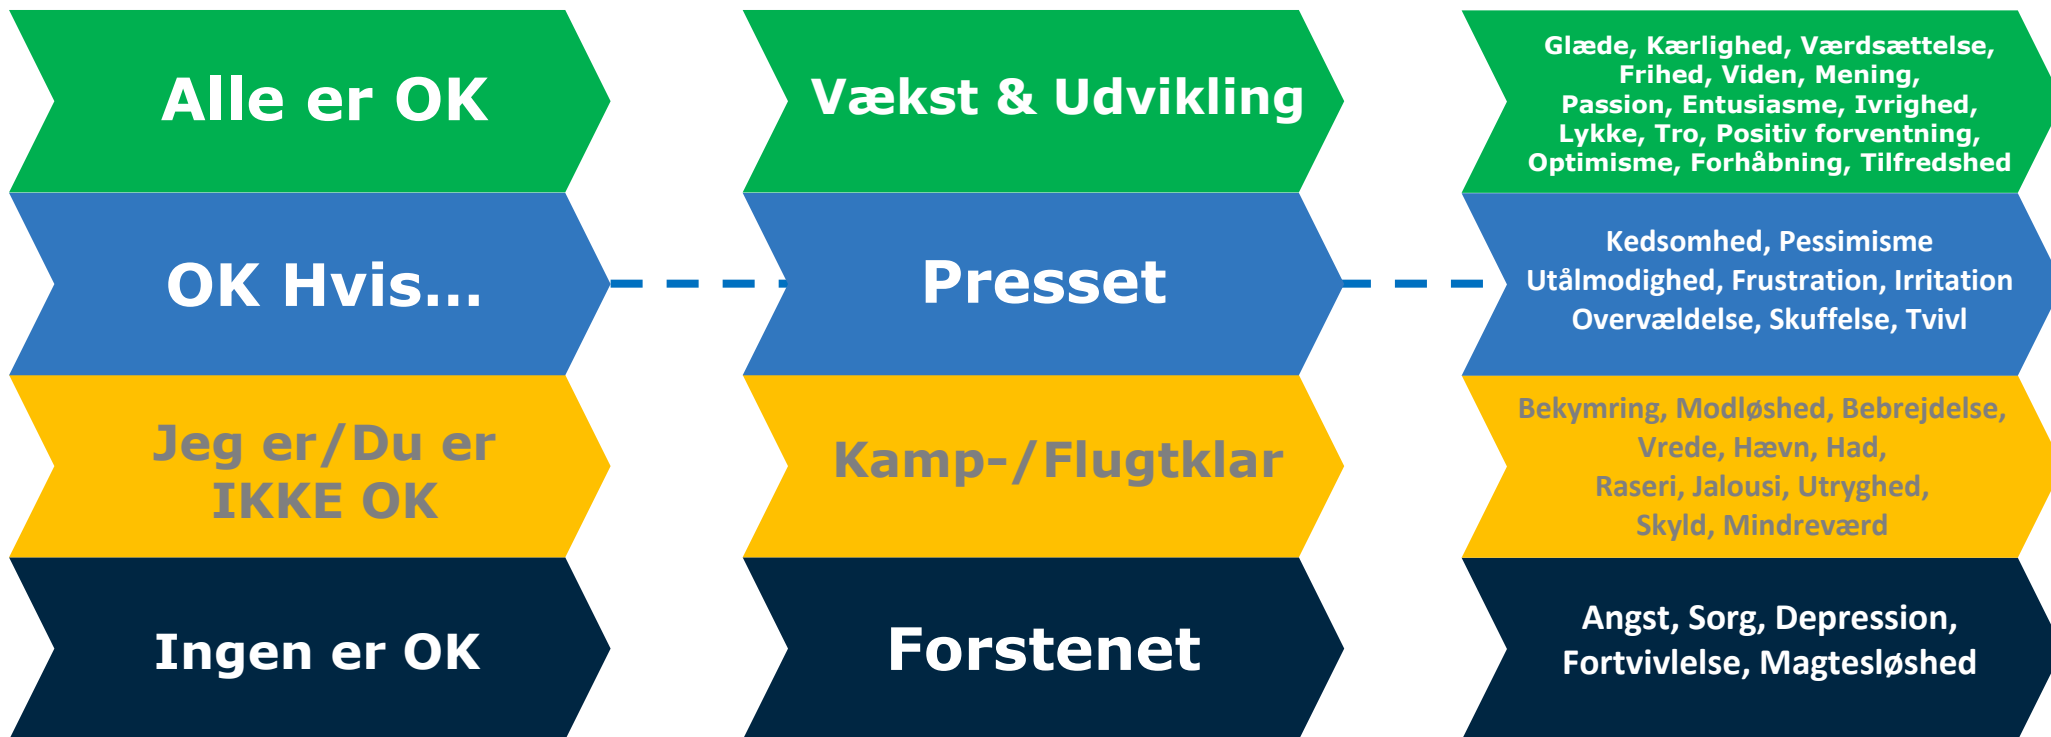 Alle er OK
Vækst & Udvikling
Glæde, Kærlighed, Værdsættelse,
Frihed, Viden, Mening,
Passion, Entusiasme, Ivrighed,
Lykke, Tro, Positiv forventning,
Optimisme, Forhåbning, Tilfredshed
OK Hvis...
Presset
Kedsomhed, Pessimisme
Utålmodighed, Frustration, Irritation
Overvældelse, Skuffelse, Tvivl
Jeg er/Du er
IKKE OK
Kamp-/Flugtklar
Bekymring, Modløshed, Bebrejdelse,
Vrede, Hævn, Had,
Raseri, Jalousi, Utryghed,
Skyld, Mindreværd
Ingen er OK
Forstenet
Angst, Sorg, Depression,
Fortvivlelse, Magtesløshed